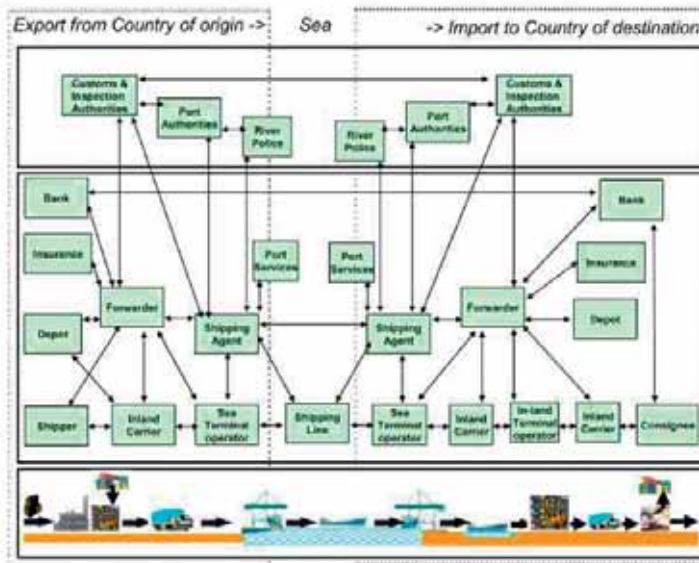 Export from Country of origin ->
Sea
-> Import to Country of destination
Customs &
Inspection
Authorities
Customs &
Inspection
Authorities
Port
Authorities
River
Police
River
Police
Port
Authorities
Bank
Bank
Insurance
Port
Services
Port
Services
Insurance
Forwarder
Forwarder
Depot
Shipping
Agent
Shipping
Agent
Depot
Shipper
Inland
Carrier
Sea
Terminal
operator
Shipping
Line
Sea
Terminal
operator
Inland
Carrier
In-land
Terminal
operator
Inland
Carrier
Consignee